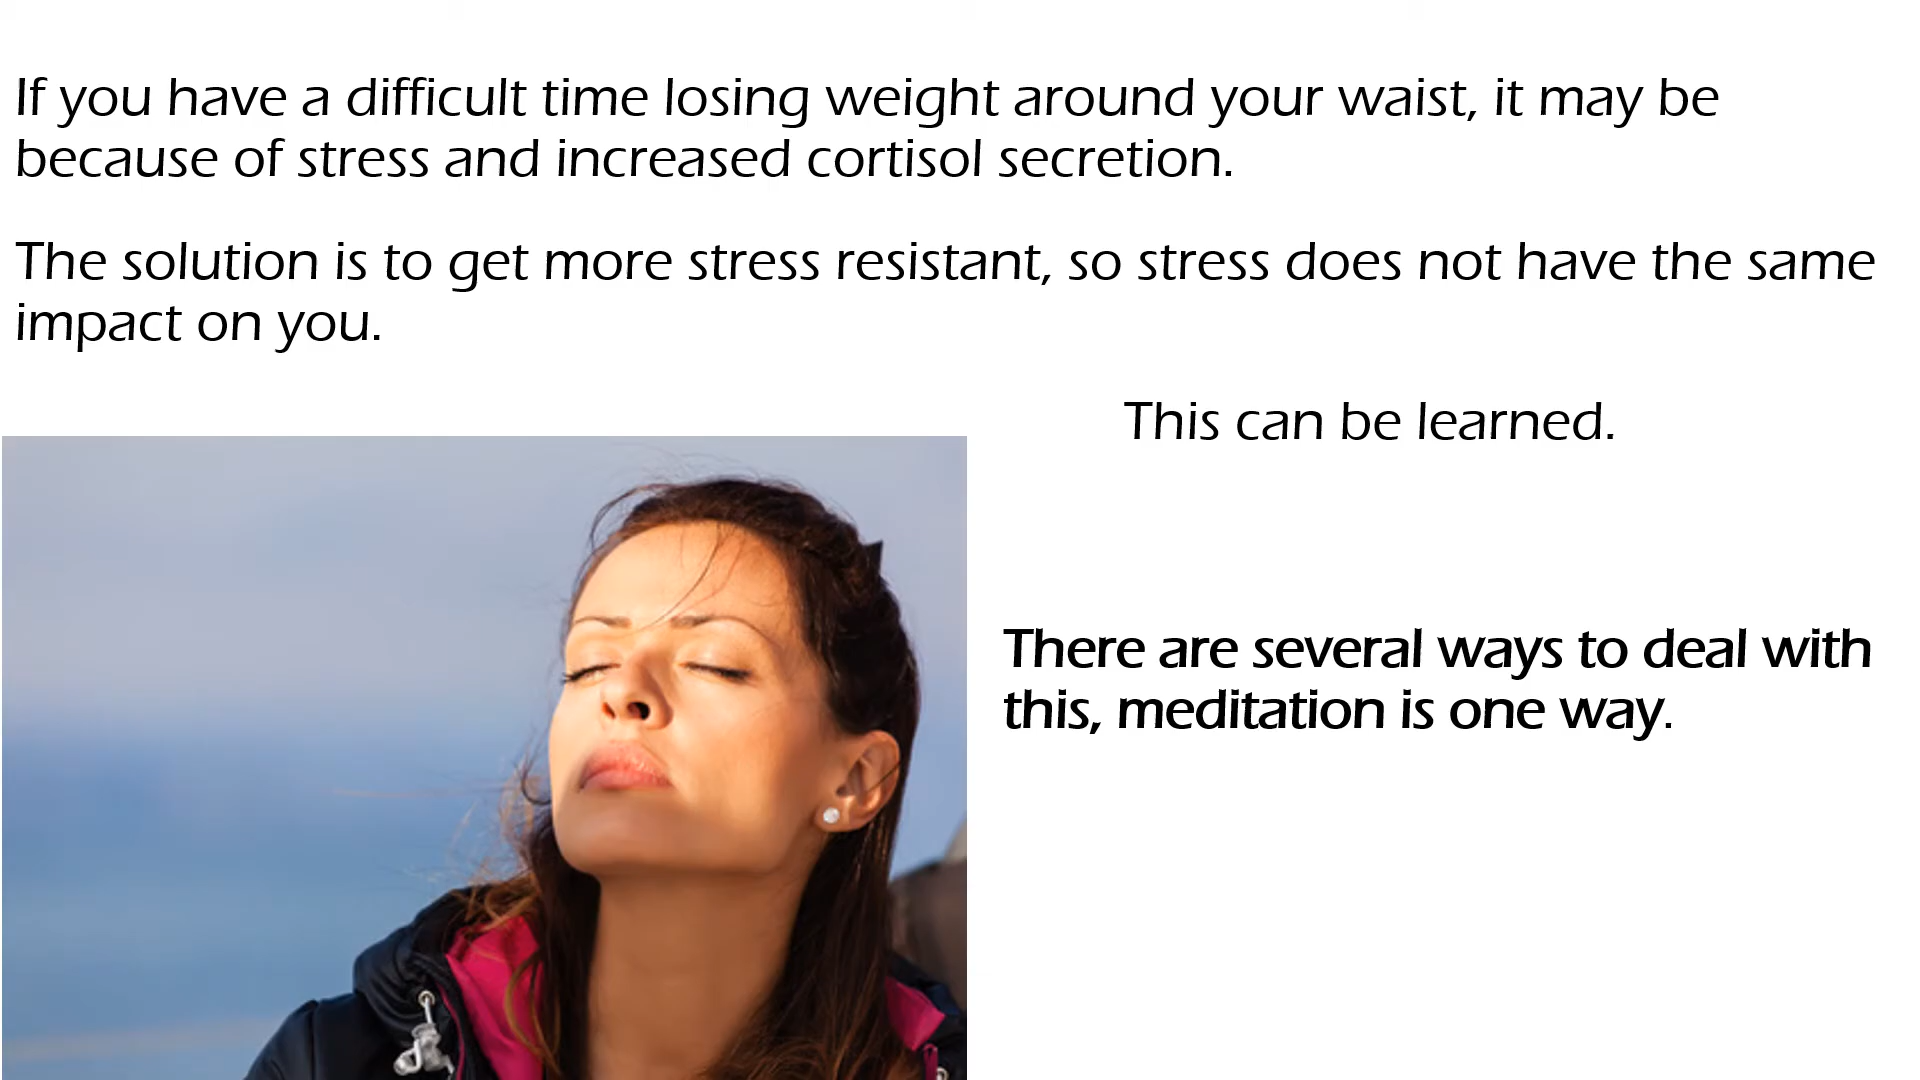 If you have a difficult time losing weight around your waist, it may be
because of stress and increased cortisol secretion.
The solution is to get more stress resistant, so stress does not have the same
impact on you.
This can be learned.
There are several ways to deal with
this, meditation is one way.